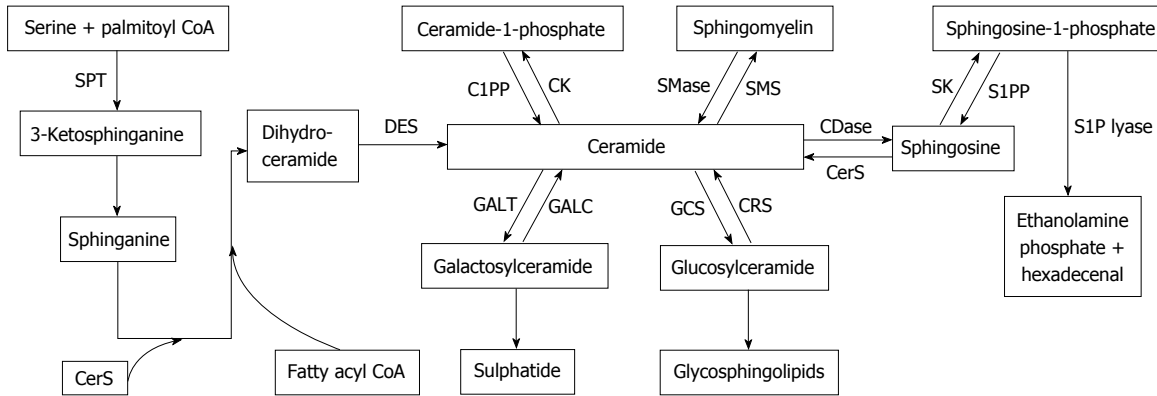 Serine + palmitoyl CoA
Ceramide-1-phosphate
Sphingomyelin
Sphingosine-1-phosphate
SPT
C1PP
CK
SMase
SMS
SK
S1PP
3-Ketosphinganine
Dihydro-
ceramide
DES
Ceramide
CDase
CerS
Sphingosine
S1P lyase
Sphinganine
GALT
GALC
GCS
CRS
Galactosylceramide
Glucosylceramide
Ethanolamine
phosphate +
hexadecenal
CerS
Fatty acyl CoA
Sulphatide
Glycosphingolipids